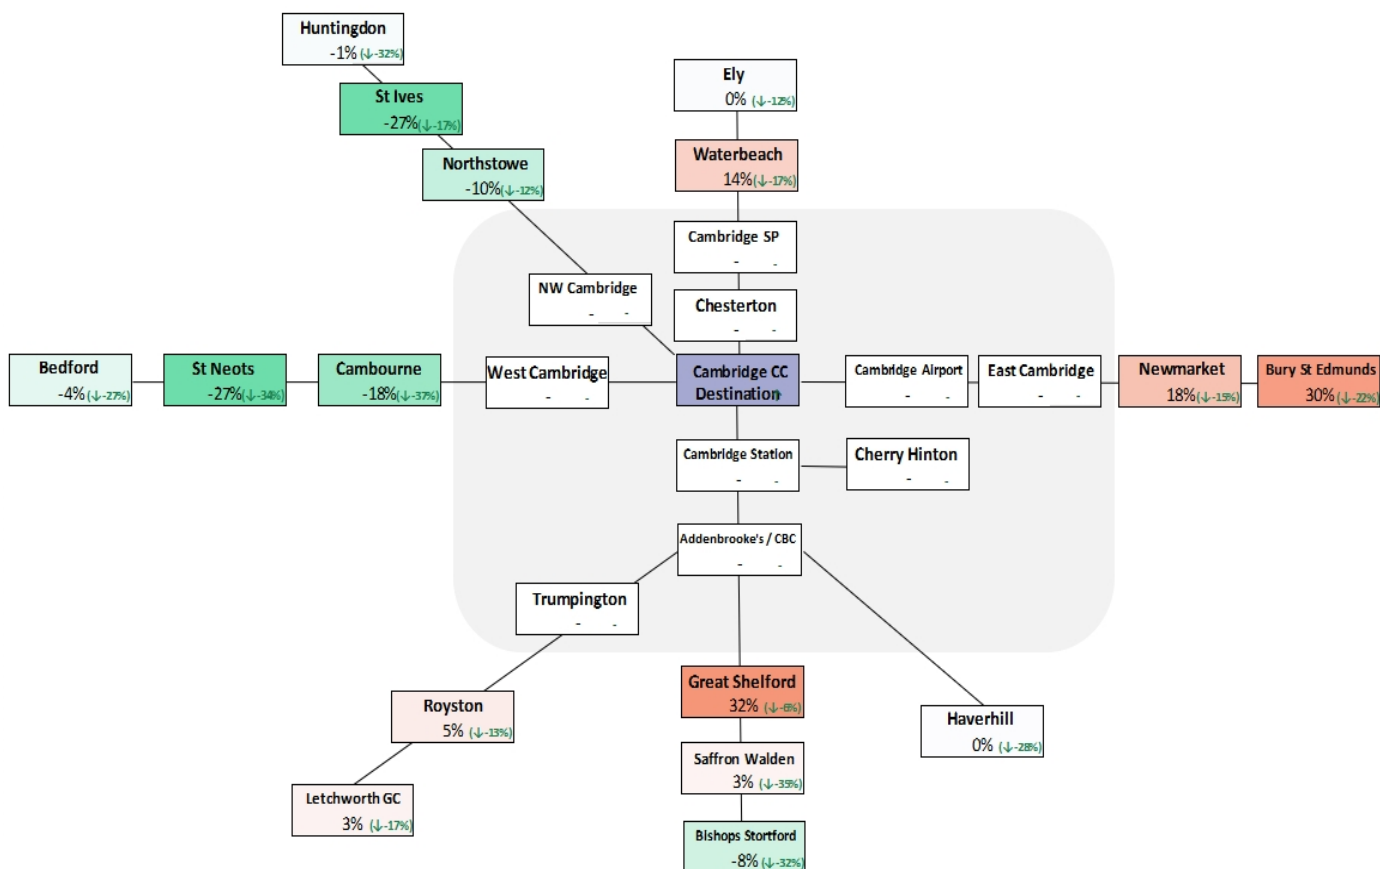 Huntingdon
-1% (↓-32%)
St Ives
-27%(↓-17%)
Northstowe
-10%(↓-12%)
Ely
0% (↓-12%)
Waterbeach
14%(↓-17%)
Cambridge SP
- -
NW Cambridge
- -
Chesterton
- -
Bedford
-4%(↓-27%)
St Neots
-27%(↓-34%)
Cambourne
-18%(↓-37%)
West Cambridge
- -
Cambridge CC
Destination
Cambridge Airport
- -
East Cambridge
- -
Newmarket
18%(↓-15%)
Bury St Edmunds
30% (↓-22%)
Cambridge Station
- -
Cherry Hinton
- -
Addenbrooke's / CBC
- -
Trumpington
- -
Great Shelford
32% (↓-6%)
Royston
5% (↓-13%)
Haverhill
0% (↓-28%)
Saffron Walden
3% (↓-35%)
Letchworth GC
3% (↓-17%)
Bishops Stortford
-8%(↓-32%)